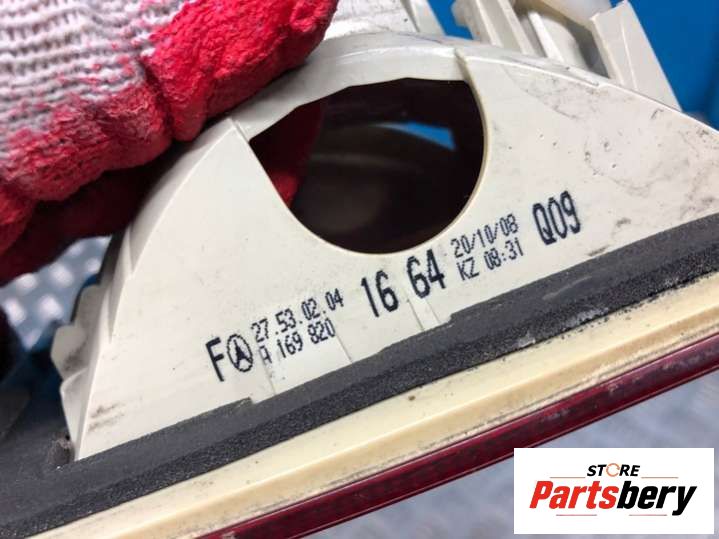 F 27.53.02.04 16 64 20/10/08 Q09
A 169 820 KZ 08:31
STORE
Partsbery